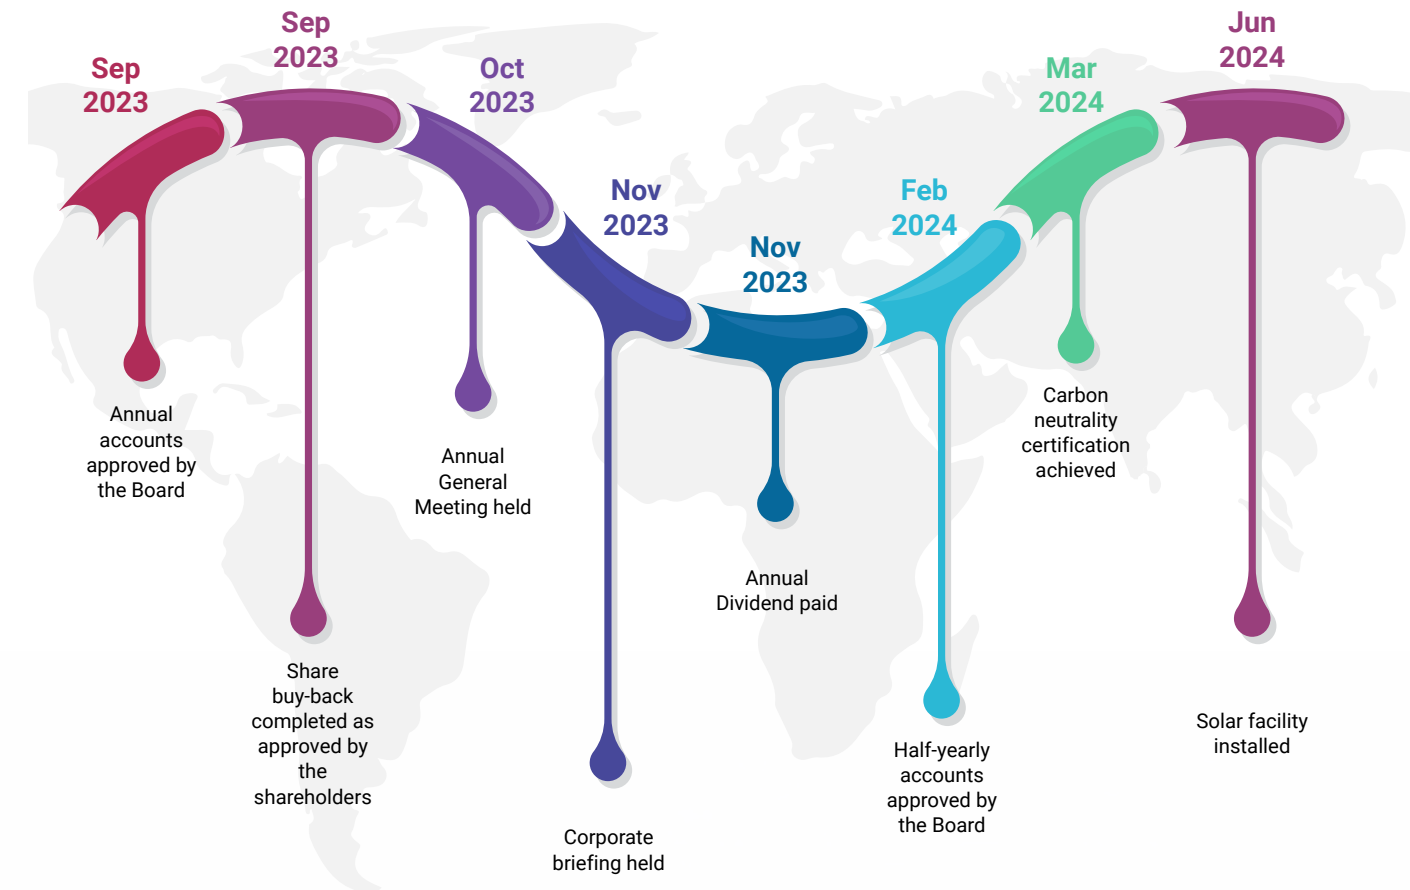 Sep
2023
Annual
accounts
approved by
the Board
Sep
2023
Share
buy-back
completed as
approved by
the
shareholders
Oct
2023
Annual
General
Meeting held
Nov
2023
Corporate
briefing held
Nov
2023
Annual
Dividend paid
Feb
2024
Half-yearly
accounts
approved by
the Board
Mar
2024
Carbon
neutrality
certification
achieved
Jun
2024
Solar facility
installed